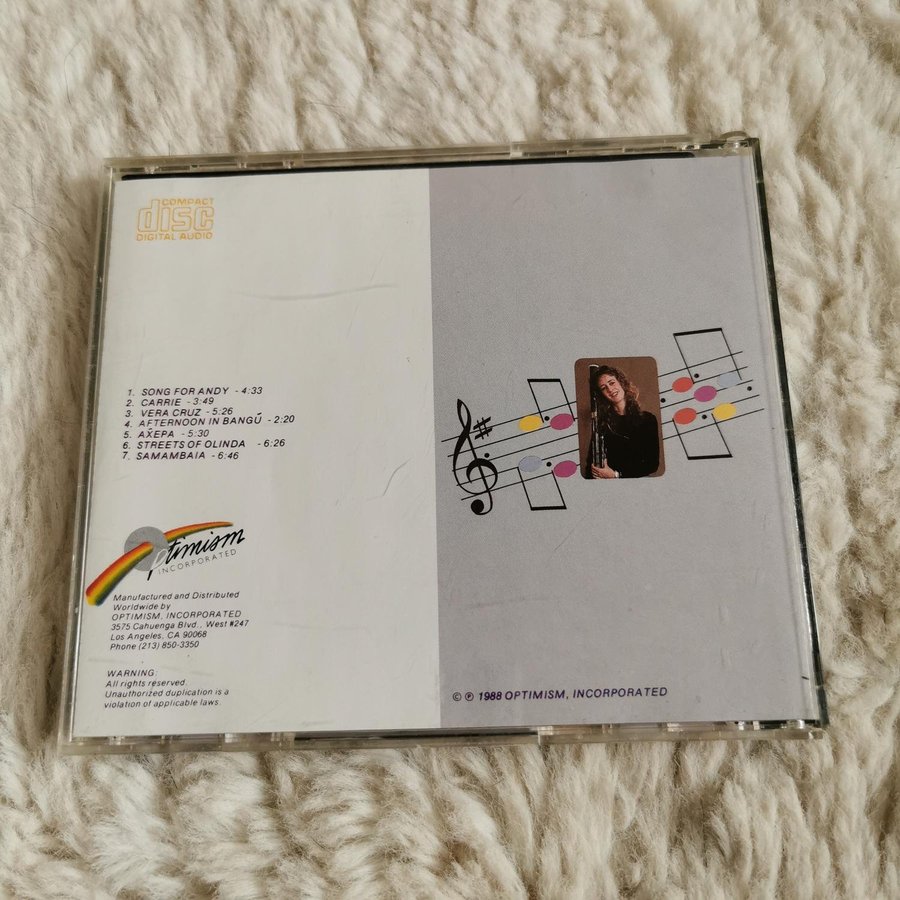 COMPACT
disc
DIGITAL AUDIO
1. SONG FOR ANDY - 4:33
2. CARRIE - 3:49
3. VERA CRUZ - 5:26
4. AFTERNOON IN BANGŬ - 2:20
5. AX̌EPA - 5:30
6. STREETS OF OLINDA - 6:26
7. SAMAMBAIA - 6:46
Optimism
INCORPORATED
Manufactured and Distributed
Worldwide by
OPTIMISM, INCORPORATED
3575 Cahuenga Blvd., West #247
Los Angeles, CA 90068
Phone (213) 850-3350
WARNING:
All rights reserved.
Unauthorized duplication is a
violation of applicable laws.
© ℗ 1988 OPTIMISM, INCORPORATED